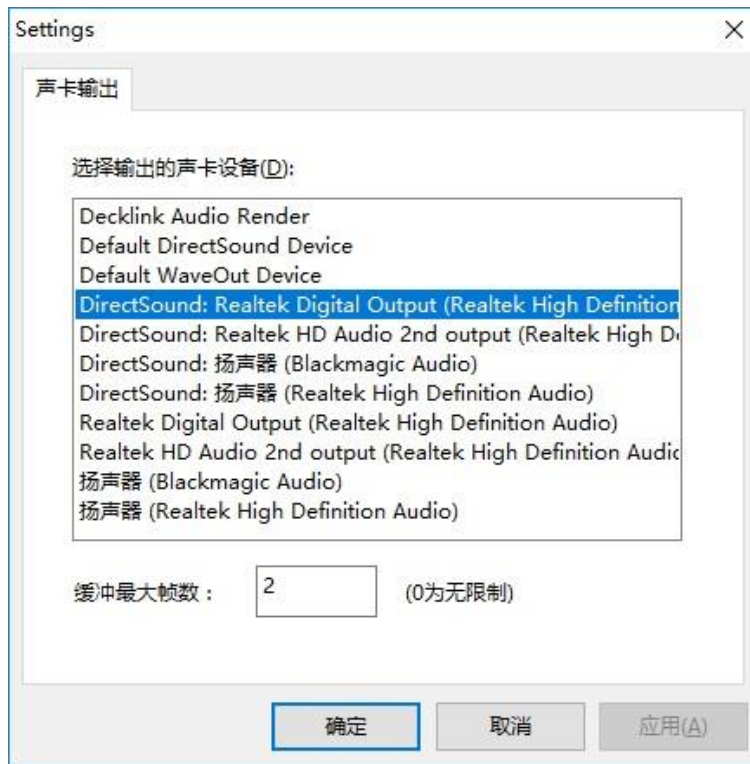 Settings
声卡输出
选择输出的声卡设备(D):
Decklink Audio Render
Default DirectSound Device
Default WaveOut Device
DirectSound: Realtek Digital Output (Realtek High Definition
DirectSound: Realtek HD Audio 2nd output (Realtek High De
DirectSound: 扬声器 (Blackmagic Audio)
DirectSound: 扬声器 (Realtek High Definition Audio)
Realtek Digital Output (Realtek High Definition Audio)
Realtek HD Audio 2nd output (Realtek High Definition Audio
扬声器 (Blackmagic Audio)
扬声器 (Realtek High Definition Audio)
缓冲最大帧数： 2 (0为无限制)
确定 取消 应用(A)